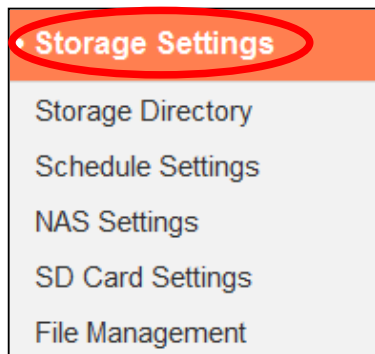 • Storage Settings
Storage Directory
Schedule Settings
NAS Settings
SD Card Settings
File Management